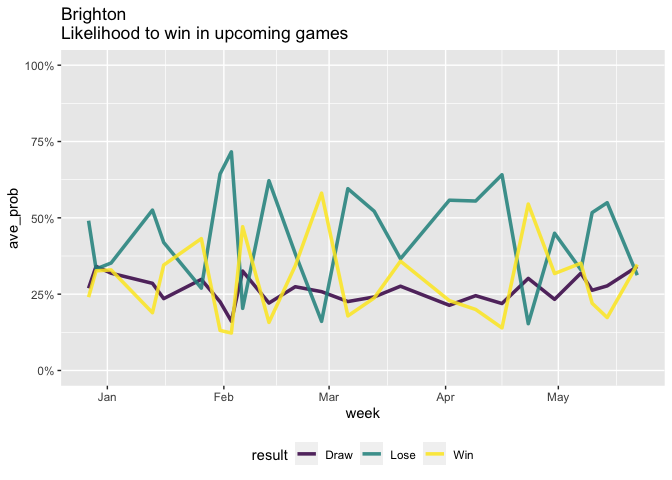 Brighton
Likelihood to win in upcoming games
100%
75%
50%
25%
0%
ave_prob
Jan Feb Mar Apr May
week
result Draw Lose Win